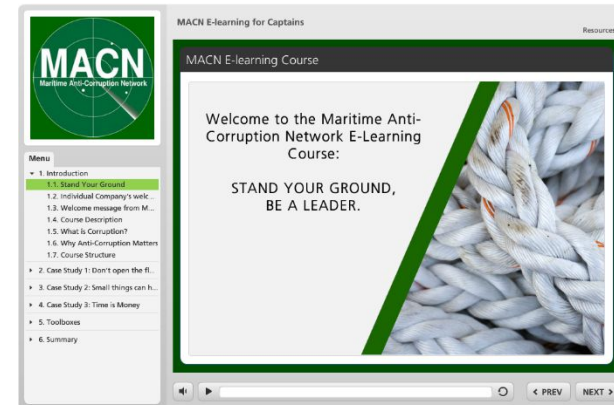 MACN E-learning for Captains
Resources
MACN
Maritime Anti-Corruption Network
MACN E-learning Course
Welcome to the Maritime Anti-
Corruption Network E-Learning
Course:
STAND YOUR GROUND,
BE A LEADER.
Menu
1. Introduction
1.1. Stand Your Ground
1.2. Individual Company's welc...
1.3. Welcome message from M...
1.4. Course Description
1.5. What is Corruption?
1.6. Why Anti-Corruption Matters
1.7. Course Structure
2. Case Study 1: Don't open the fl...
3. Case Study 2: Small things can h...
4. Case Study 3: Time is Money
5. Toolboxes
6. Summary
< PREV
NEXT >